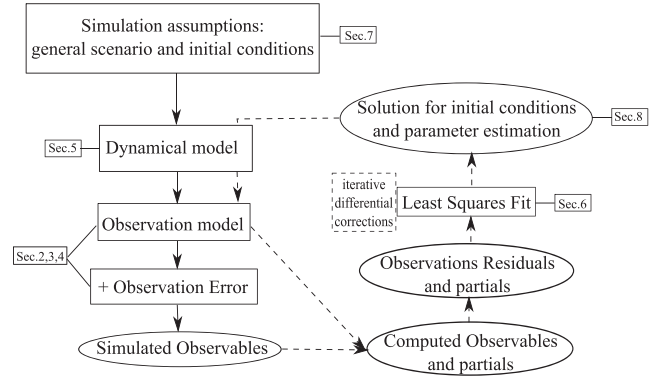 Simulation assumptions:
general scenario and initial conditions
Sec.7
Solution for initial conditions
and parameter estimation
Sec.8
Sec.5
Dynamical model
iterative
differential
corrections
Least Squares Fit
Sec.6
Observation model
Sec.2,3,4
+ Observation Error
Observations Residuals
and partials
Simulated Observables
Computed Observables
and partials